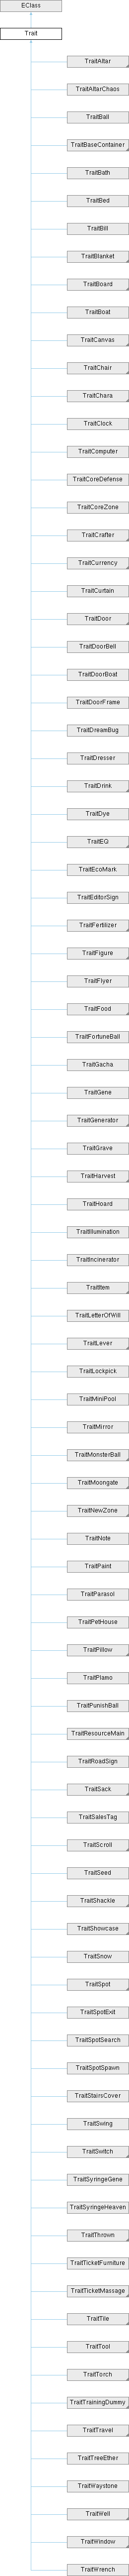 EClass
Trait
TraitAltar
TraitAltarChaos
TraitBall
TraitBaseContainer
TraitBath
TraitBed
TraitBill
TraitBlanket
TraitBoard
TraitBoat
TraitCanvas
TraitChair
TraitChara
TraitClock
TraitComputer
TraitCoreDefense
TraitCoreZone
TraitCrafter
TraitCurrency
TraitCurtain
TraitDoor
TraitDoorBell
TraitDoorBoat
TraitDoorFrame
TraitDreamBug
TraitDresser
TraitDrink
TraitDye
TraitEQ
TraitEcoMark
TraitEditorSign
TraitFertilizer
TraitFigure
TraitFlyer
TraitFood
TraitFortuneBall
TraitGacha
TraitGene
TraitGenerator
TraitGrave
TraitHarvest
TraitHoard
TraitIllumination
TraitIncinerator
TraitItem
TraitLetterOfWill
TraitLever
TraitLockpick
TraitMiniPool
TraitMirror
TraitMonsterBall
TraitMoongate
TraitNewZone
TraitNote
TraitPaint
TraitParasol
TraitPetHouse
TraitPillow
TraitPlamo
TraitPunishBall
TraitResourceMain
TraitRoadSign
TraitSack
TraitSalesTag
TraitScroll
TraitSeed
TraitShackle
TraitShowcase
TraitSnow
TraitSpot
TraitSpotExit
TraitSpotSearch
TraitSpotSpawn
TraitStairsCover
TraitSwing
TraitSwitch
TraitSyringeGene
TraitSyringeHeaven
TraitThrown
TraitTicketFurniture
TraitTicketMassage
TraitTile
TraitTool
TraitTorch
TraitTrainingDummy
TraitTravel
TraitTreeEther
TraitWaystone
TraitWell
TraitWindow
TraitWrench